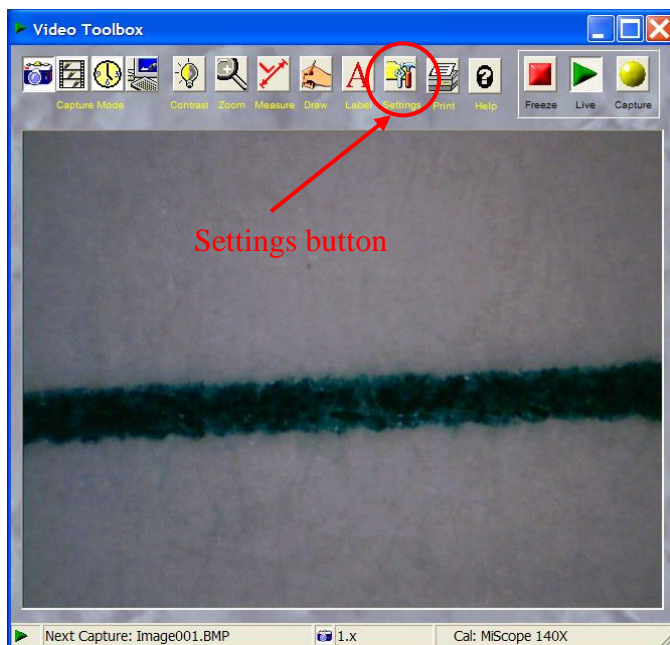 Video Toolbox
Capture Mode Contrast Zoom Measure Draw Label Settings Print Help Freeze Live Capture
A
Settings button
Next Capture: Image001.BMP 1.x Cal: MiScope 140X